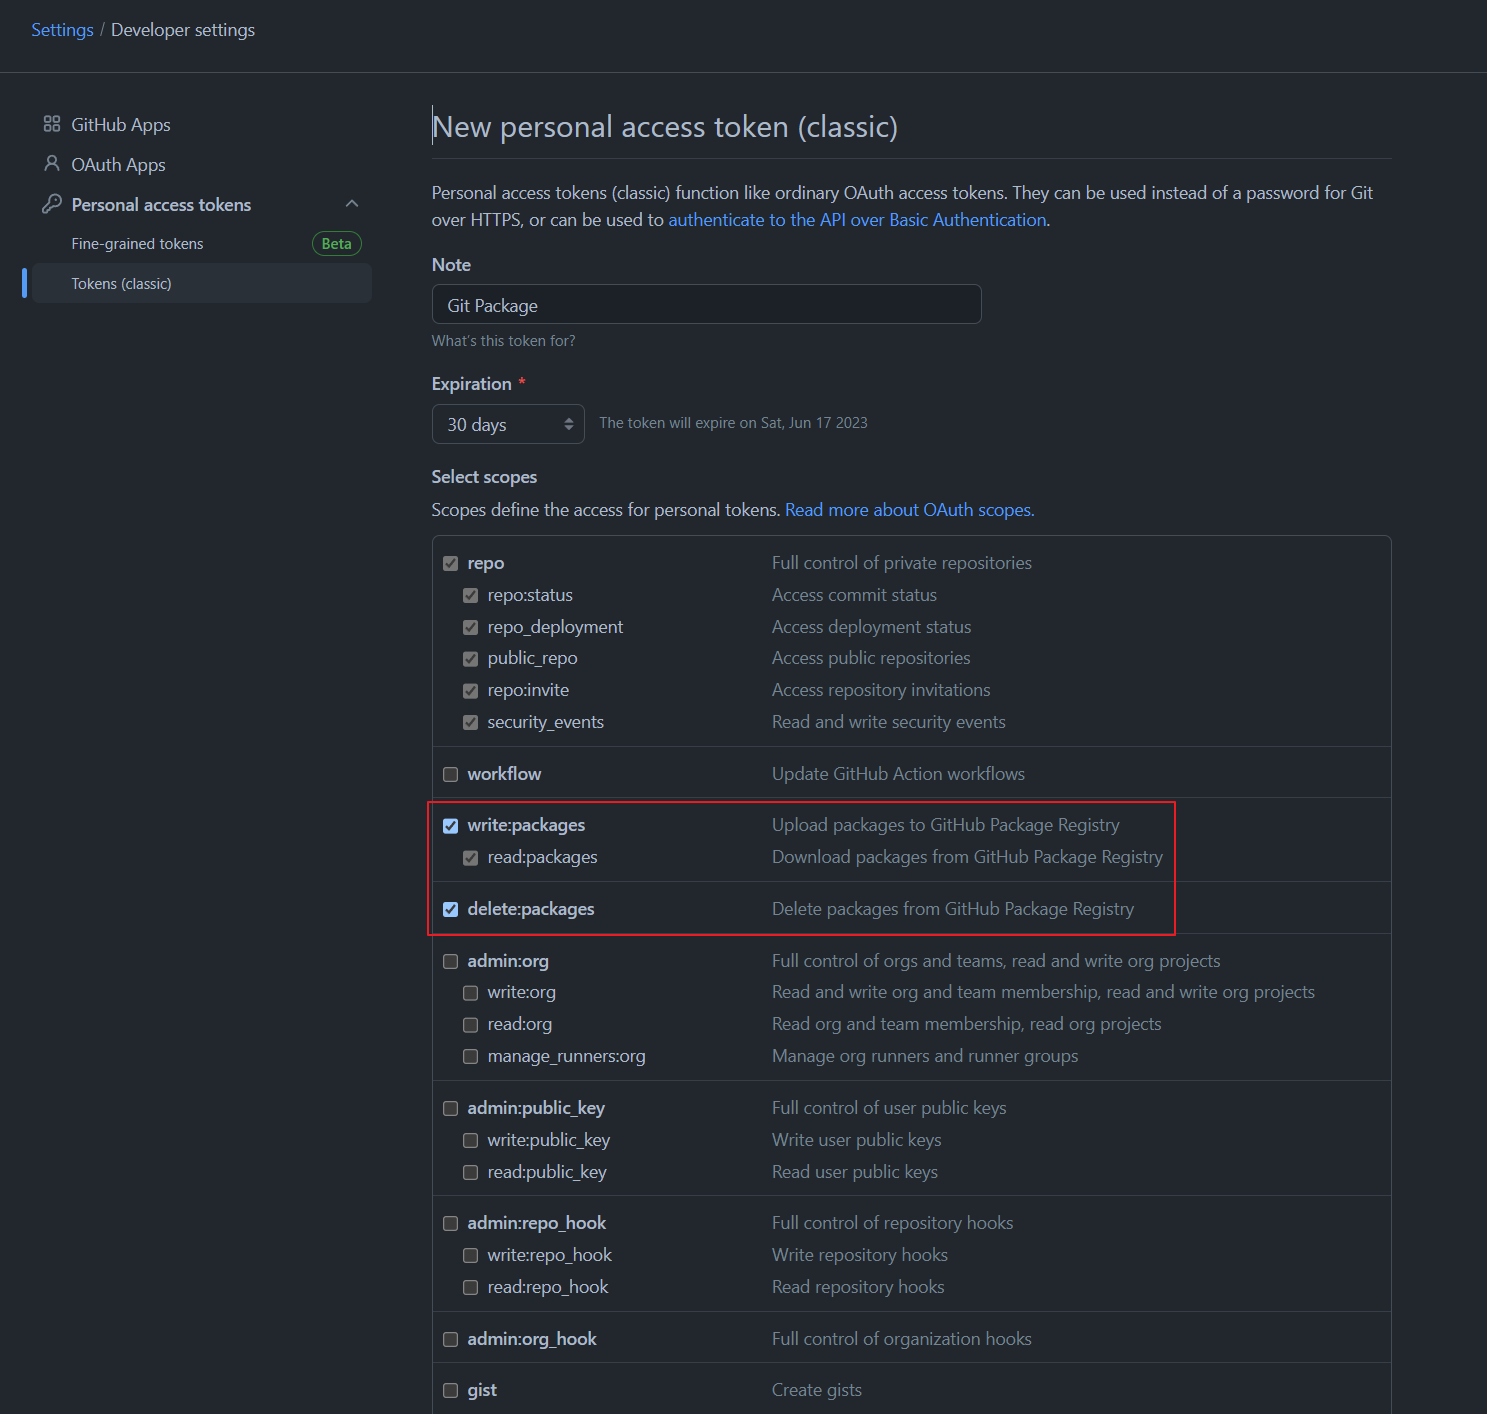 Settings / Developer settings
GitHub Apps
OAuth Apps
Personal access tokens
Fine-grained tokens Beta
Tokens (classic)
New personal access token (classic)
Personal access tokens (classic) function like ordinary OAuth access tokens. They can be used instead of a password for Git
over HTTPS, or can be used to authenticate to the API over Basic Authentication.
Note
Git Package
What's this token for?
Expiration *
30 days The token will expire on Sat, Jun 17 2023
Select scopes
Scopes define the access for personal tokens. Read more about OAuth scopes.
repo Full control of private repositories
repo:status Access commit status
repo_deployment Access deployment status
public_repo Access public repositories
repo:invite Access repository invitations
security_events Read and write security events
workflow Update GitHub Action workflows
write:packages Upload packages to GitHub Package Registry
read:packages Download packages from GitHub Package Registry
delete:packages Delete packages from GitHub Package Registry
admin:org Full control of orgs and teams, read and write org projects
write:org Read and write org and team membership, read and write org projects
read:org Read org and team membership, read org projects
manage_runners:org Manage org runners and runner groups
admin:public_key Full control of user public keys
write:public_key Write user public keys
read:public_key Read user public keys
admin:repo_hook Full control of repository hooks
write:repo_hook Write repository hooks
read:repo_hook Read repository hooks
admin:org_hook Full control of organization hooks
gist Create gists